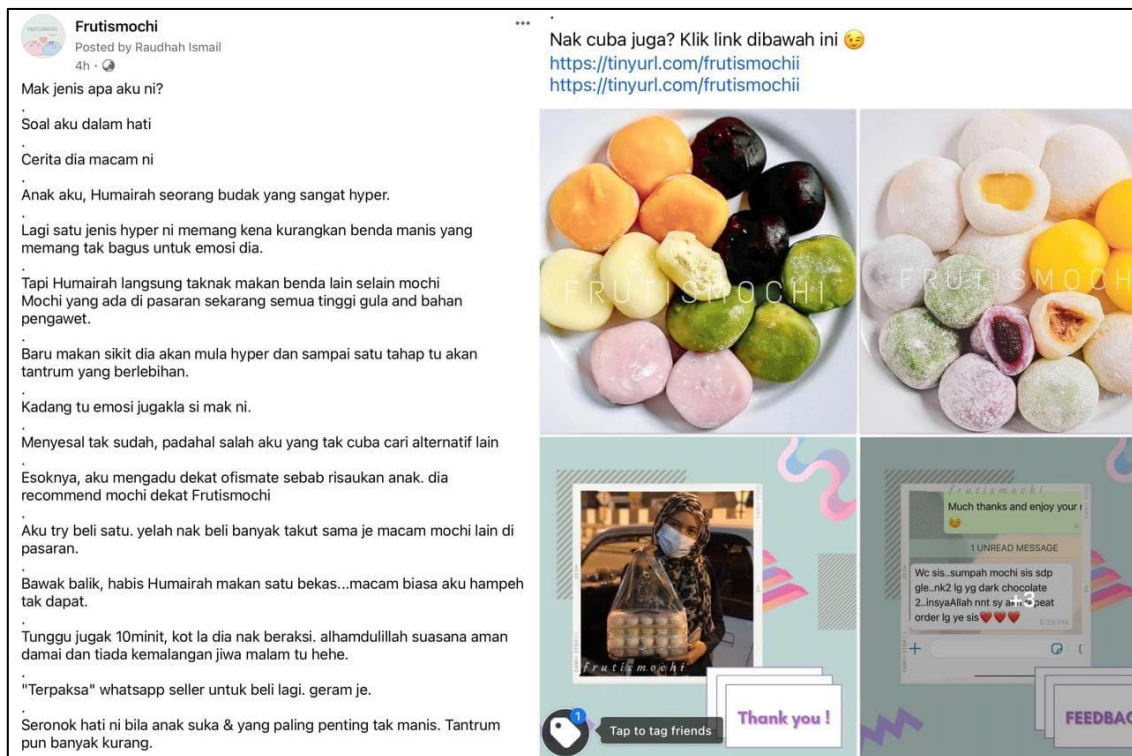 Frutismochi
Posted by Raudhah Ismail
4h ·
Mak jenis apa aku ni?
.
Soal aku dalam hati
.
Cerita dia macam ni
.
Anak aku, Humairah seorang budak yang sangat hyper.
.
Lagi satu jenis hyper ni memang kena kurangkan benda manis yang
memang tak bagus untuk emosi dia.
.
Tapi Humairah langsung taknak makan benda lain selain mochi
Mochi yang ada di pasaran sekarang semua tinggi gula and bahan
pengawet.
.
Baru makan sikit dia akan mula hyper dan sampai satu tahap tu akan
tantrum yang berlebihan.
.
Kadang tu emosi jugakla si mak ni.
.
Menyesal tak sudah, padahal salah aku yang tak cuba cari alternatif lain
.
Esoknya, aku mengadu dekat ofismate sebab risaukan anak. dia
recommend mochi dekat Frutismochi
.
Aku try beli satu. yelah nak beli banyak takut sama je macam mochi lain di
pasaran.
.
Bawak balik, habis Humairah makan satu bekas...macam biasa aku hampeh
tak dapat.
.
Tunggu jugak 10minit, kot la dia nak beraksi. alhamdulillah suasana aman
damai dan tiada kemalangan jiwa malam tu hehe.
.
"Terpaksa" whatsapp seller untuk beli lagi. geram je.
.
Seronok hati ni bila anak suka & yang paling penting tak manis. Tantrum
pun banyak kurang.
.
Nak cuba juga? Klik link dibawah ini 😉
https://tinyurl.com/frutismochii
https://tinyurl.com/frutismochii
FRUTISMOCHI
FRUTISMOCH
frutismochi
Thank you !
1
Tap to tag friends
frutismochi
Much thanks and enjoy your
1 UNREAD MESSAGE
Wc sis..sumpah mochi sis sdp
gle..nk2 lg yg dark chocolate
2..insyaAllah nnt sy
order lg ye sis❤❤❤
5:23 PM
+3
FEEDBAC